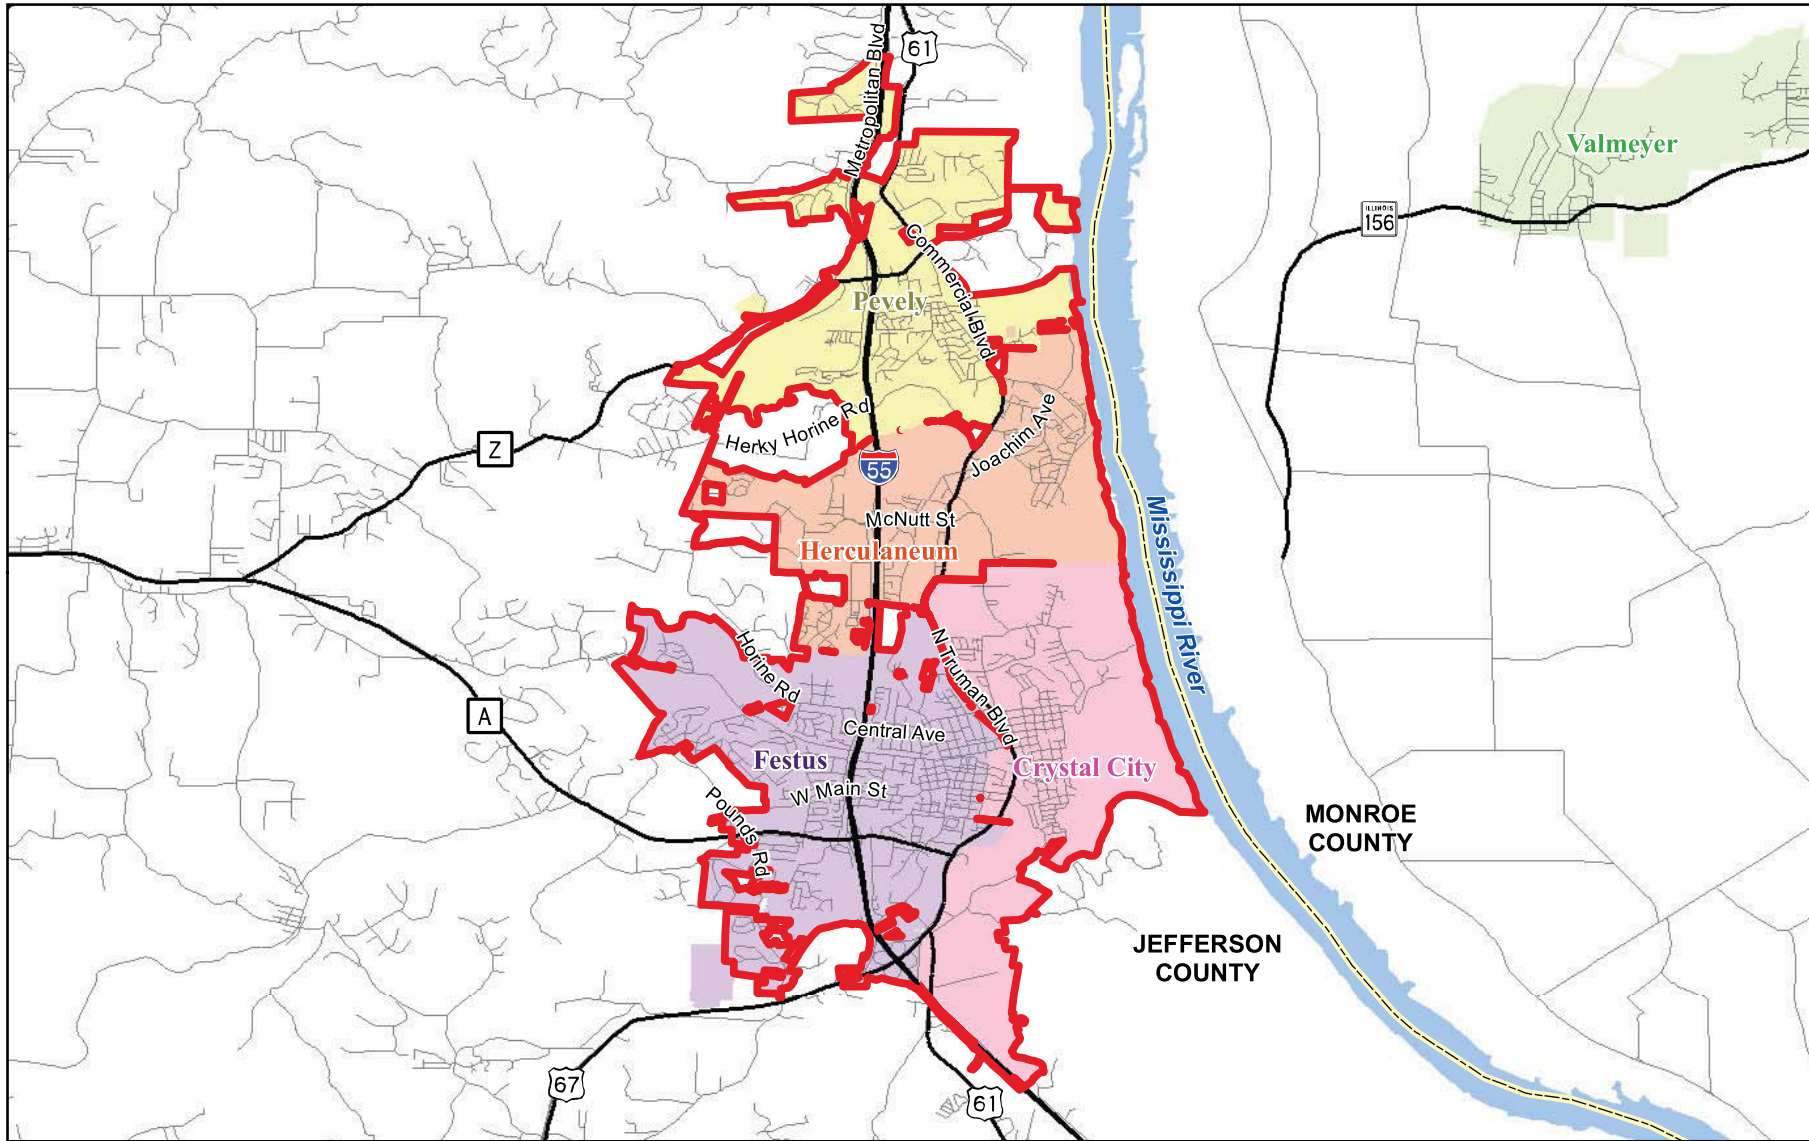 Metropolitan Blvd
61
Valmeyer
ILLINOIS
156
Commercial Blvd
Pevely
Herky Horine Rd
Joachim Ave
Z
55
McNutt St
Mississippi River
Herculaneum
Horine Rd
N Truman Blvd
A
Central Ave
Festus
Crystal City
W Main St
Pounds Rd
MONROE
COUNTY
JEFFERSON
COUNTY
67
61